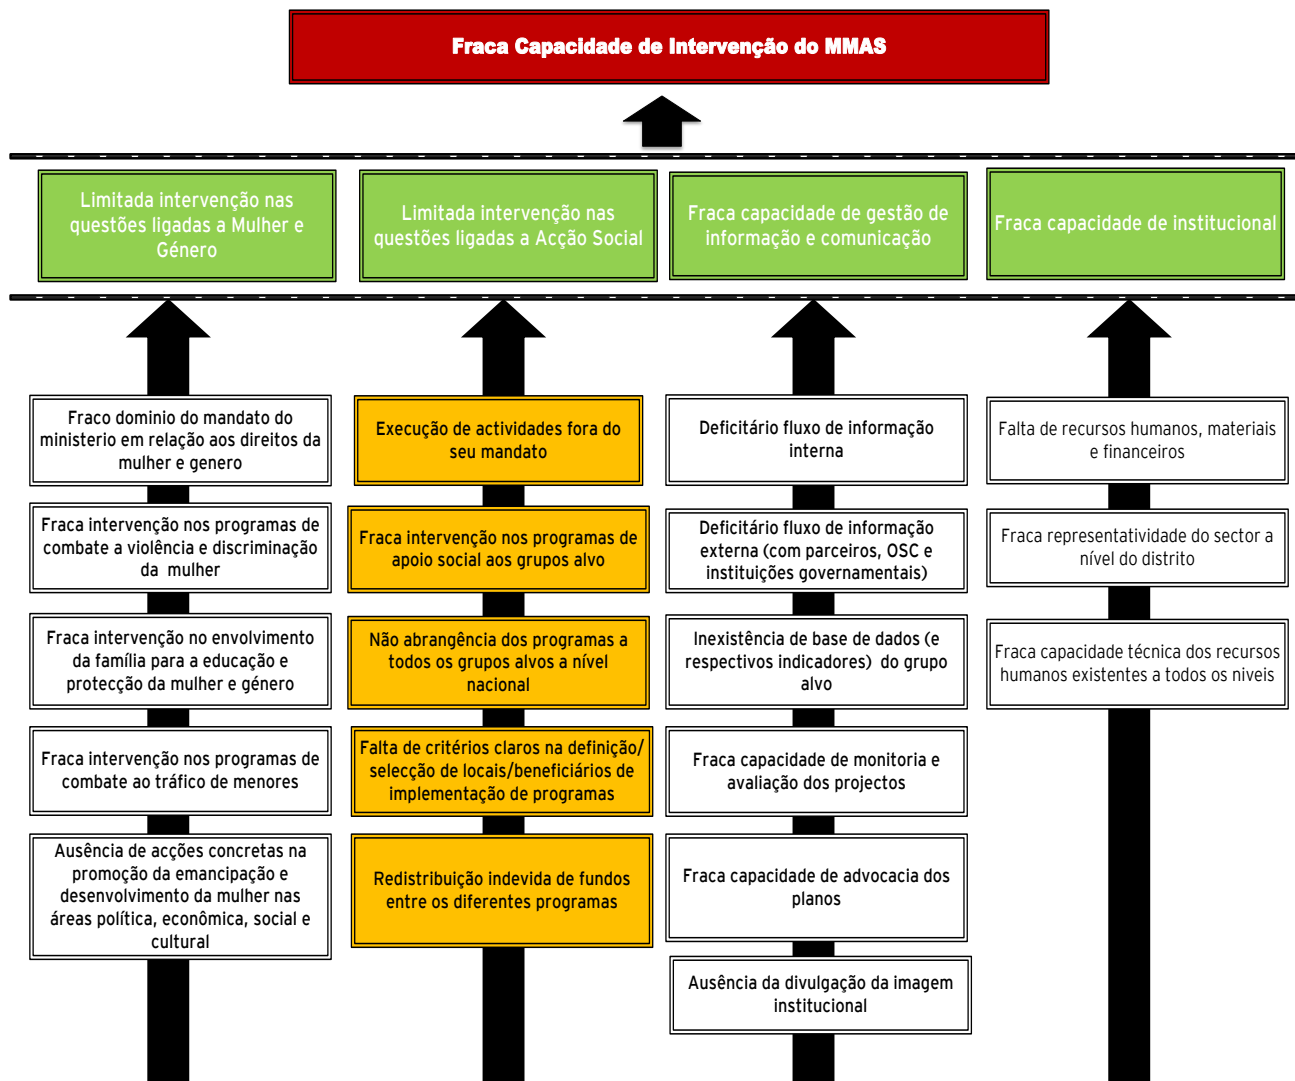 Fraca Capacidade de Intervenção do MMAS
Limitada intervenção nas
questões ligadas a Mulher e
Género
Limitada intervenção nas
questões ligadas a Acção Social
Fraca capacidade de gestão de
informação e comunicação
Fraca capacidade de institucional
Fraco dominio do mandato do
ministerio em relação aos direitos da
mulher e genero
Fraca intervenção nos programas de
combate a violência e discriminação
da mulher
Fraca intervenção no envolvimento
da família para a educação e
protecção da mulher e género
Fraca intervenção nos programas de
combate ao tráfico de menores
Ausência de acções concretas na
promoção da emancipação e
desenvolvimento da mulher nas
áreas política, econômica, social e
cultural
Execução de actividades fora do
seu mandato
Fraca intervenção nos programas de
apoio social aos grupos alvo
Não abrangência dos programas a
todos os grupos alvos a nível
nacional
Falta de critérios claros na definição/
selecção de locais/beneficiários de
implementação de programas
Redistribuição indevida de fundos
entre os diferentes programas
Deficitário fluxo de informação
interna
Deficitário fluxo de informação
externa (com parceiros, OSC e
instituições governamentais)
Inexistência de base de dados (e
respectivos indicadores) do grupo
alvo
Fraca capacidade de monitoria e
avaliação dos projectos
Fraca capacidade de advocacia dos
planos
Ausência da divulgação da imagem
institucional
Falta de recursos humanos, materiais
e financeiros
Fraca representatividade do sector a
nível do distrito
Fraca capacidade técnica dos recursos
humanos existentes a todos os niveis